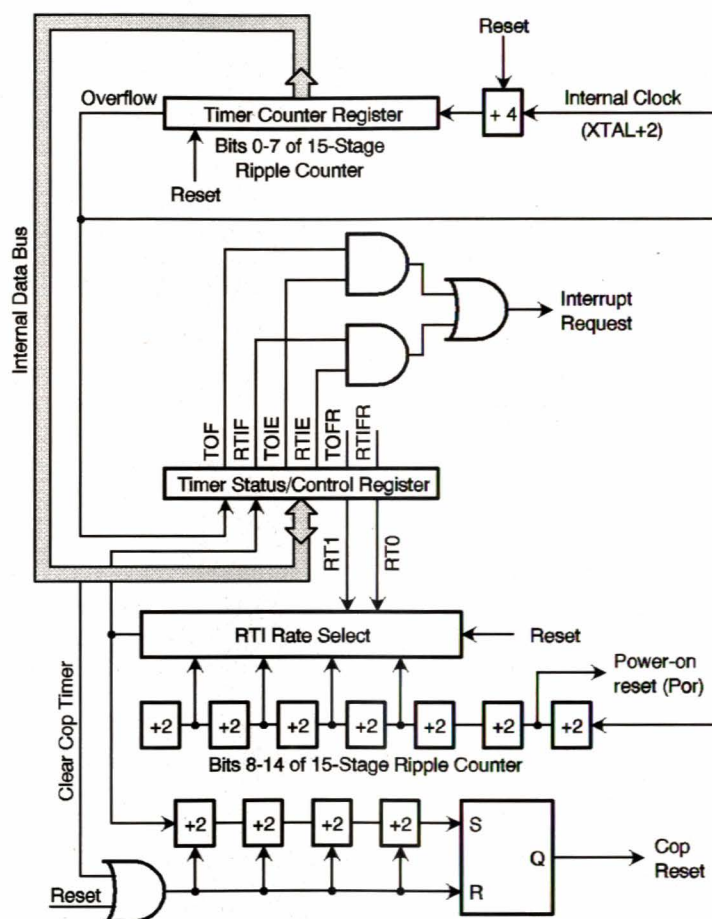 Reset
Overflow
Timer Counter Register
+ 4
Internal Clock
(XTAL+2)
Bits 0-7 of 15-Stage
Ripple Counter
Reset
Internal Data Bus
Interrupt
Request
TOF
RTIF
TOIE
RTIE
TOFR
RTIFR
Timer Status/Control Register
RT1
RT0
RTI Rate Select
Reset
Power-on
reset (Por)
+2
+2
+2
+2
+2
+2
+2
Bits 8-14 of 15-Stage Ripple Counter
Clear Cop Timer
+2
+2
+2
+2
S
Q
R
Cop
Reset
Reset